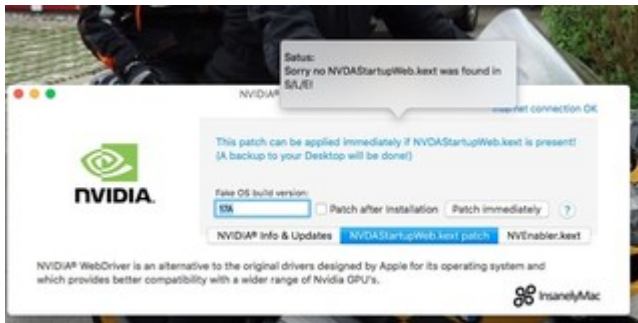 Satus:
Sorry no NVDAStartupWeb.kext was found in
S/L/E!
NVIDIA®
Internet connection OK
This patch can be applied immediately if NVDAStartupWeb.kext is present!
(A backup to your Desktop will be done!)
NVIDIA.
Fake OS build version:
17A
Patch after Installation
Patch immediately
?
NVIDIA® Info & Updates
NVDAStartupWeb.kext patch
NVEnabler.kext
NVIDIA® WebDriver is an alternative to the original drivers designed by Apple for its operating system and
which provides better compatibility with a wider range of Nvidia GPU's.
InsanelyMac